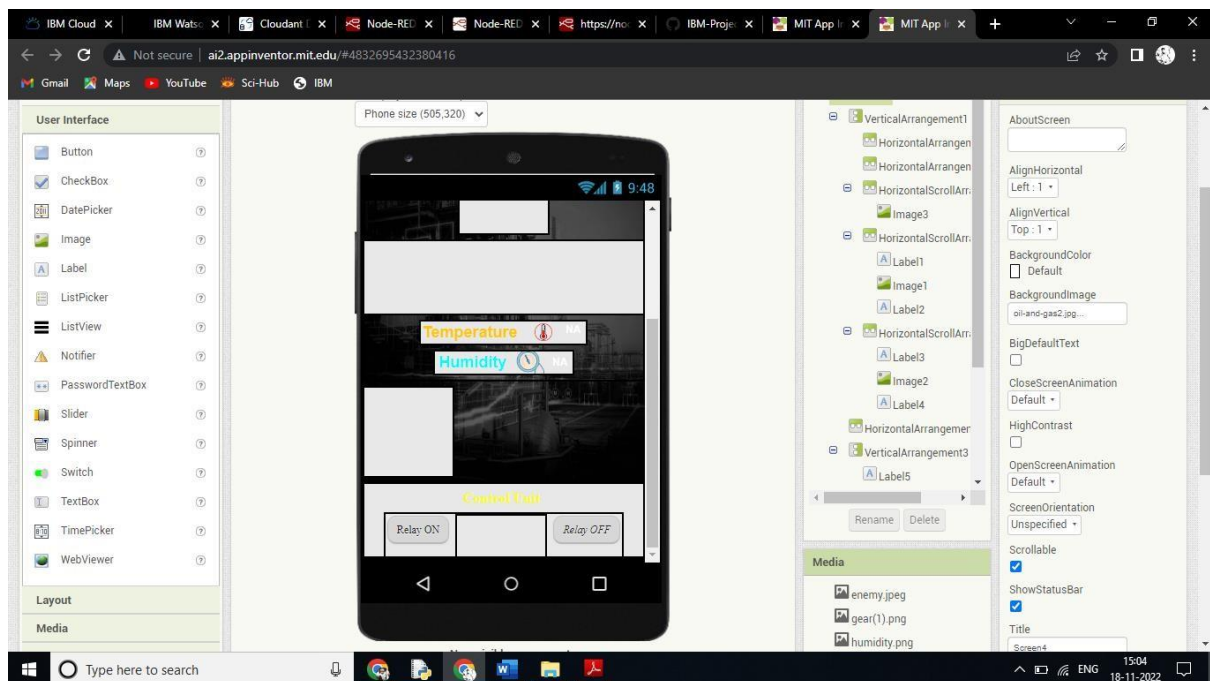 IBM Cloud
IBM Watso
Cloudant
Node-RED
Node-RED
https://no
IBM-Proje
MIT App In
MIT App In
Not secure | ai2.appinventor.mit.edu/#4832695432380416
Gmail Maps YouTube Sci-Hub IBM
User Interface
Button
CheckBox
DatePicker
Image
Label
ListPicker
ListView
Notifier
PasswordTextBox
Slider
Spinner
Switch
TextBox
TimePicker
WebViewer
Layout
Media
Phone size (505,320)
9:48
Temperature NA
Humidity NA
Control Unit
Relay ON Relay OFF
VerticalArrangement1
HorizontalArrangen
HorizontalArrangen
HorizontalScrollArr
Image3
HorizontalScrollArr
Label1
Image1
Label2
HorizontalScrollArr
Label3
Image2
Label4
HorizontalArrangemer
VerticalArrangement3
Label5
Rename Delete
Media
enemy.jpeg
gear(1).png
humidity.png
AboutScreen
AlignHorizontal
Left : 1
AlignVertical
Top : 1
BackgroundColor
Default
BackgroundImage
oil-and-gas2.jpg...
BigDefaultText
CloseScreenAnimation
Default
HighContrast
OpenScreenAnimation
Default
ScreenOrientation
Unspecified
Scrollable
ShowStatusBar
Title
Screen4
Type here to search
ENG
15:04
18-11-2022